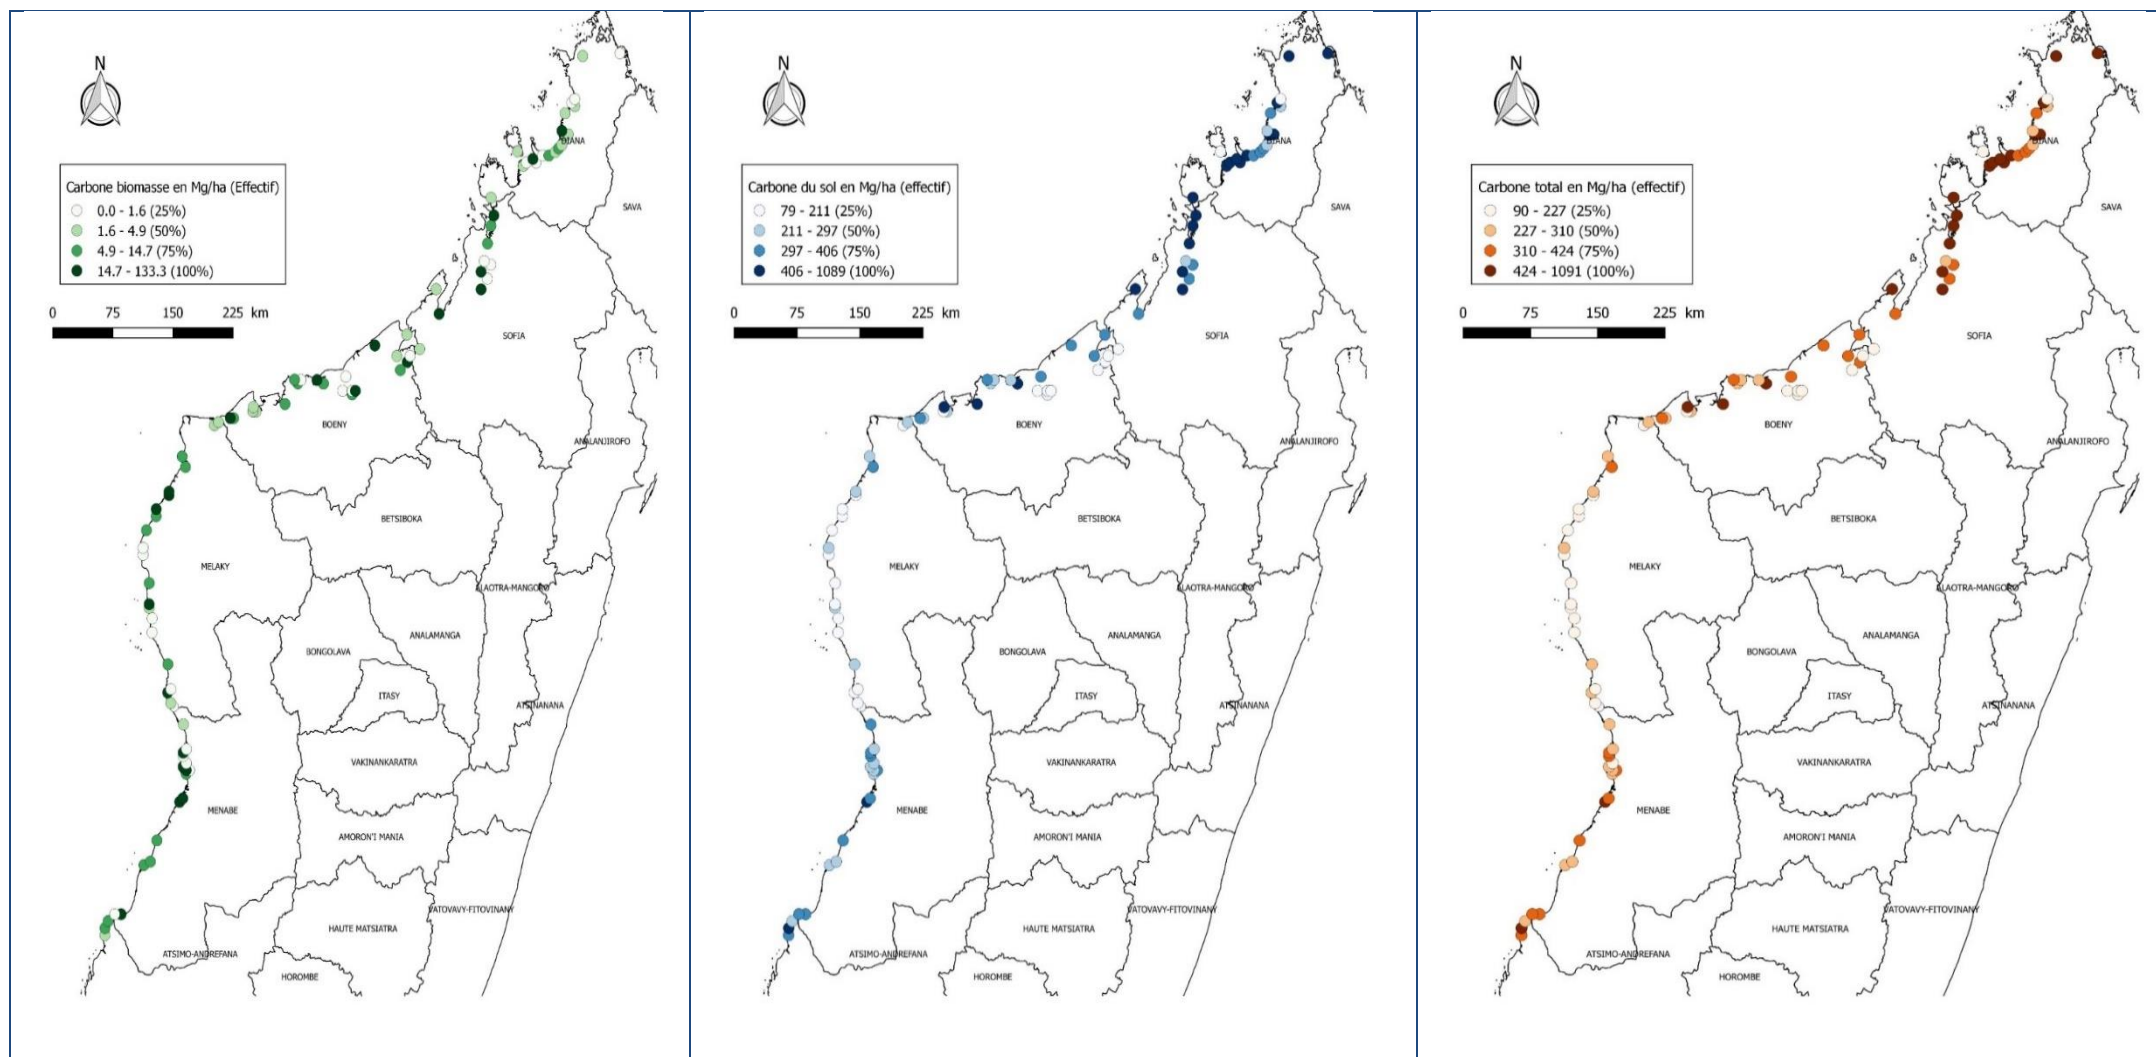 N
Carbone biomasse en Mg/ha (Effectif)
0.0 - 1.6 (25%)
1.6 - 4.9 (50%)
4.9 - 14.7 (75%)
14.7 - 133.3 (100%)
0 75 150 225 km
DIANA
SAVA
SOFIA
BOENY
ANALANJIROFO
BETSIBOKA
MELAKY
ALAOTRA-MANGORO
ANALAMANGA
BONGOLAVA
ITASY
ATSINANANA
VAKINANKARATRA
MENABE
AMORON'I MANIA
VATOVAVY-FITOVINANY
HAUTE MATSIATRA
ATSIMO-ANDREFANA
HOROMBE
N
Carbone du sol en Mg/ha (effectif)
79 - 211 (25%)
211 - 297 (50%)
297 - 406 (75%)
406 - 1089 (100%)
0 75 150 225 km
DIANA
SAVA
SOFIA
BOENY
ANALANJIROFO
BETSIBOKA
MELAKY
ALAOTRA-MANGORO
ANALAMANGA
BONGOLAVA
ITASY
ATSINANANA
VAKINANKARATRA
MENABE
AMORON'I MANIA
VATOVAVY-FITOVINANY
HAUTE MATSIATRA
ATSIMO-ANDREFANA
HOROMBE
N
Carbone total en Mg/ha (effectif)
90 - 227 (25%)
227 - 310 (50%)
310 - 424 (75%)
424 - 1091 (100%)
0 75 150 225 km
DIANA
SAVA
SOFIA
BOENY
ANALANJIROFO
BETSIBOKA
MELAKY
ALAOTRA-MANGORO
ANALAMANGA
BONGOLAVA
ITASY
ATSINANANA
VAKINANKARATRA
MENABE
AMORON'I MANIA
VATOVAVY-FITOVINANY
HAUTE MATSIATRA
ATSIMO-ANDREFANA
HOROMBE